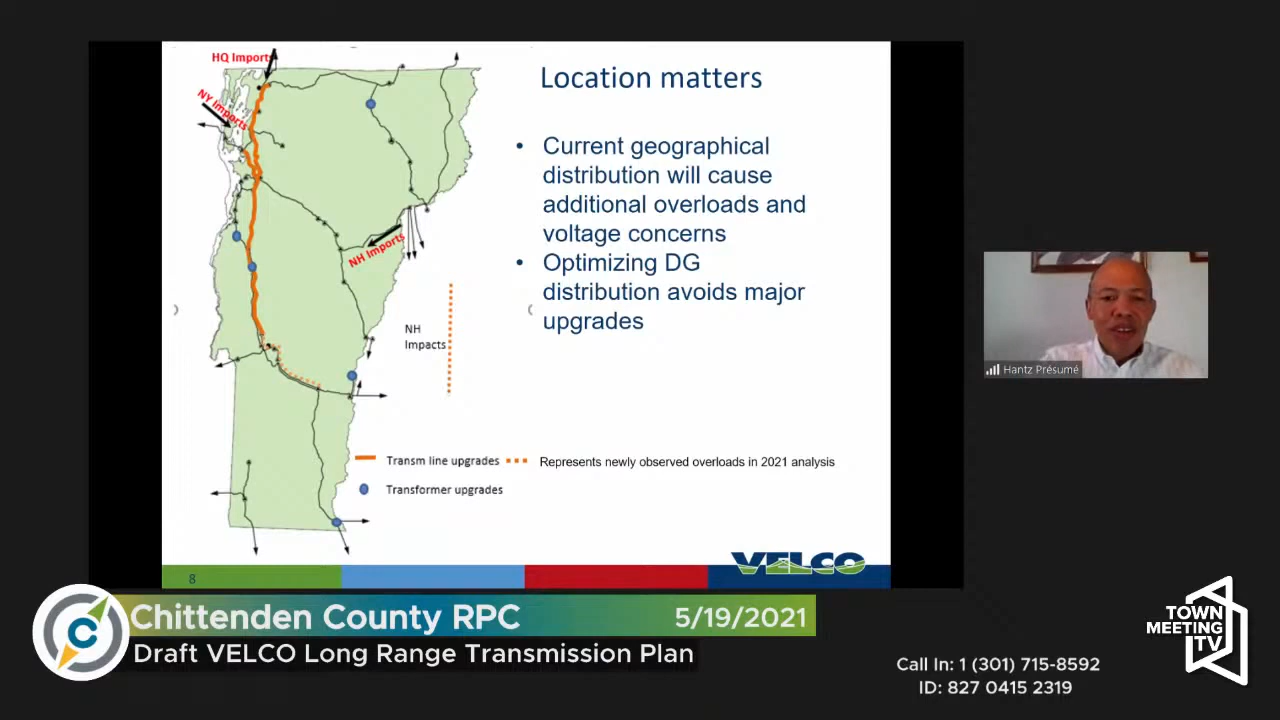 HQ Imports
NY Imports
NH Imports
NH
Impacts
Location matters
• Current geographical
distribution will cause
additional overloads and
voltage concerns
• Optimizing DG
distribution avoids major
upgrades
Transm line upgrades
Represents newly observed overloads in 2021 analysis
Transformer upgrades
8
VELCO
Hantz Présumé
C
Chittenden County RPC
5/19/2021
Draft VELCO Long Range Transmission Plan
TOWN
MEETING
TV
Call In: 1 (301) 715-8592
ID: 827 0415 2319